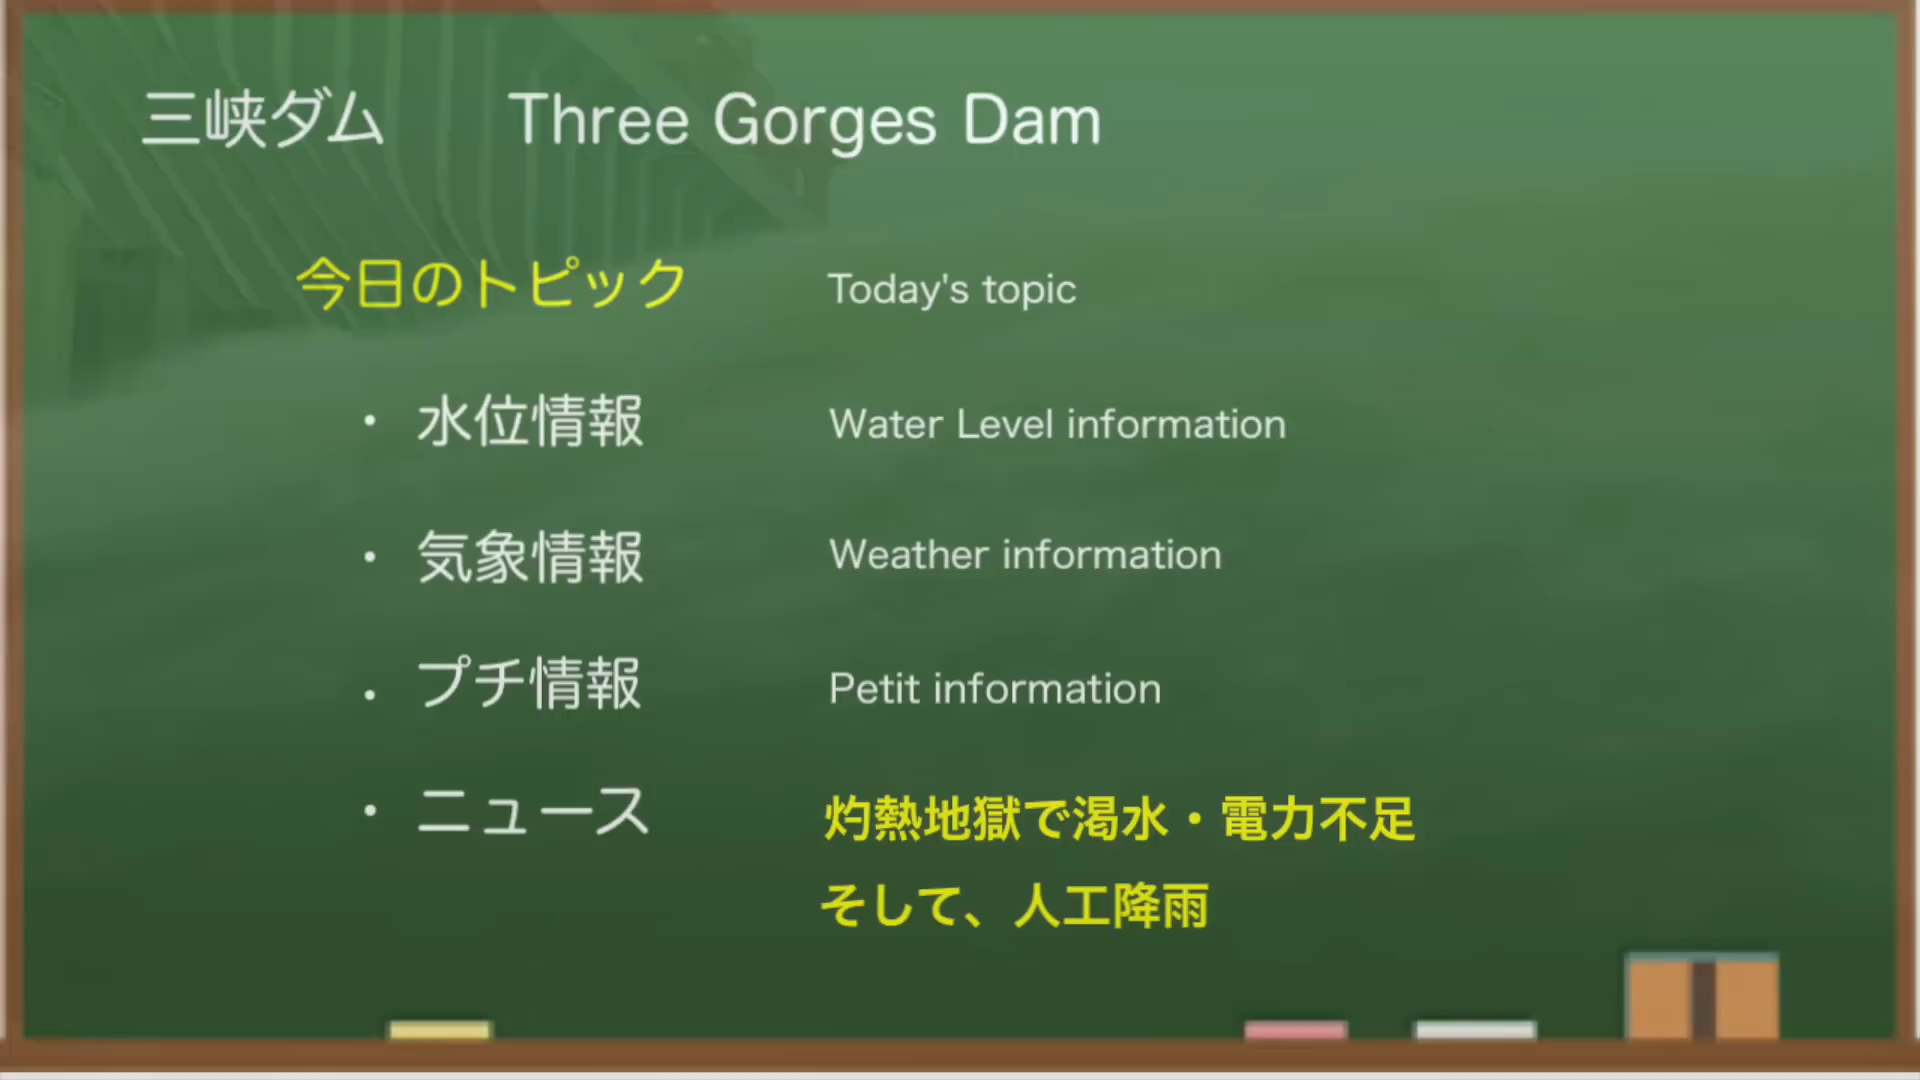 三峡ダム Three Gorges Dam
今日のトピック Today's topic
・ 水位情報 Water Level information
・ 気象情報 Weather information
・ プチ情報 Petit information
・ ニュース 灼熱地獄で渇水・電力不足
そして、人工降雨